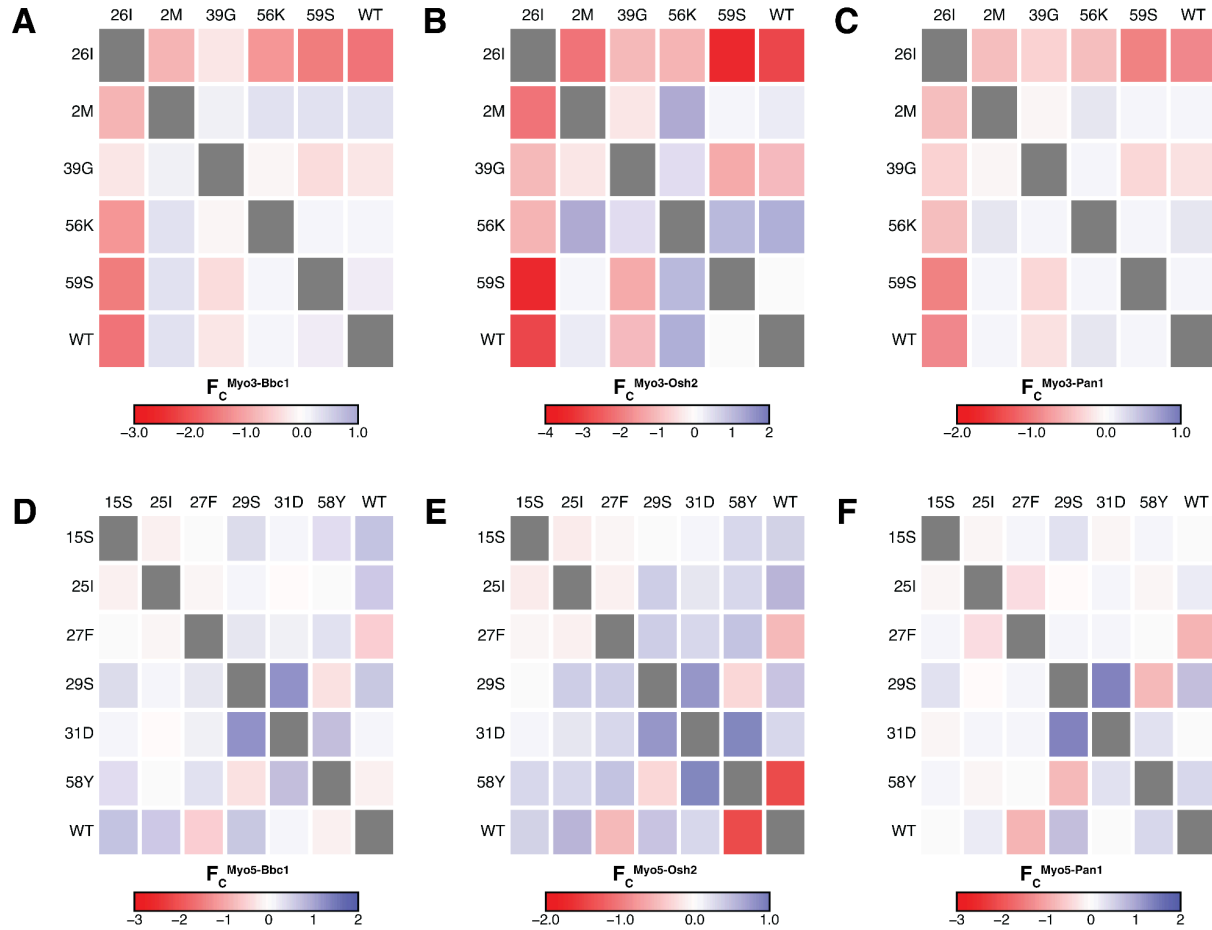 A
26I 2M 39G 56K 59S WT
26I
2M
39G
56K
59S
WT
F_C^Myo3-Bbc1
−3.0 −2.0 −1.0 0.0 1.0
B
26I 2M 39G 56K 59S WT
26I
2M
39G
56K
59S
WT
F_C^Myo3-Osh2
−4 −3 −2 −1 0 1 2
C
26I 2M 39G 56K 59S WT
26I
2M
39G
56K
59S
WT
F_C^Myo3-Pan1
−2.0 −1.0 0.0 1.0
D
15S 25I 27F 29S 31D 58Y WT
15S
25I
27F
29S
31D
58Y
WT
F_C^Myo5-Bbc1
−3 −2 −1 0 1 2
E
15S 25I 27F 29S 31D 58Y WT
15S
25I
27F
29S
31D
58Y
WT
F_C^Myo5-Osh2
−2.0 −1.0 0.0 1.0
F
15S 25I 27F 29S 31D 58Y WT
15S
25I
27F
29S
31D
58Y
WT
F_C^Myo5-Pan1
−3 −2 −1 0 1 2